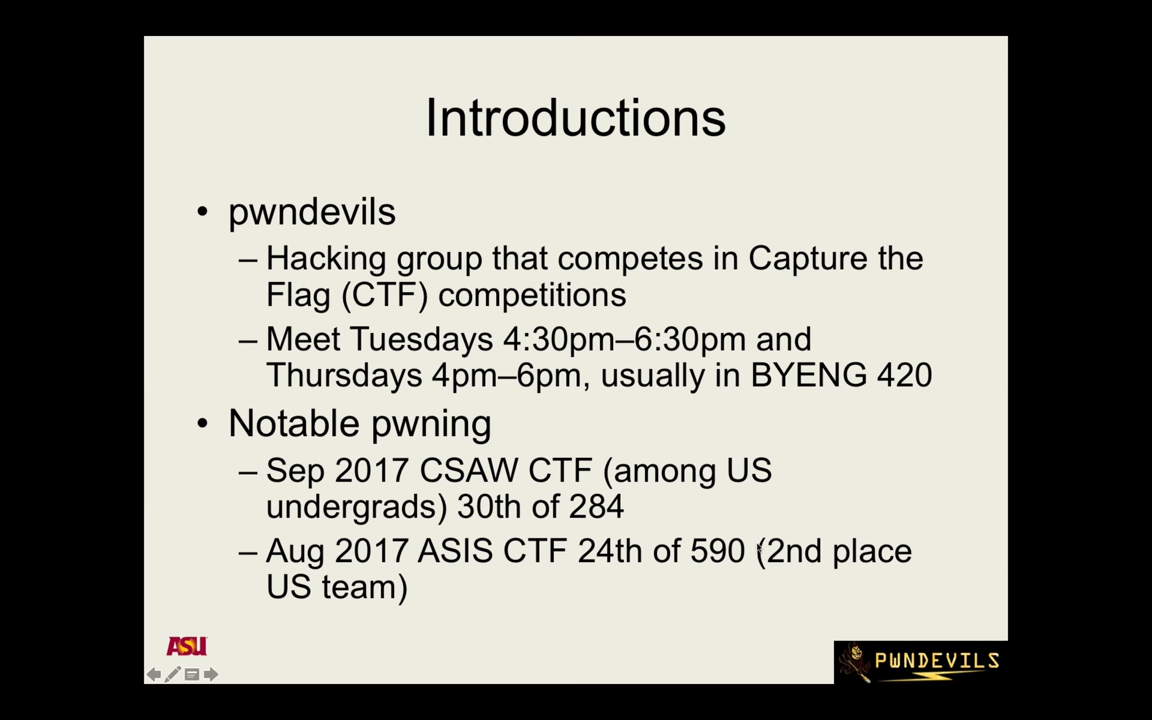 Introductions
• pwndevils
– Hacking group that competes in Capture the
Flag (CTF) competitions
– Meet Tuesdays 4:30pm–6:30pm and
Thursdays 4pm–6pm, usually in BYENG 420
• Notable pwning
– Sep 2017 CSAW CTF (among US
undergrads) 30th of 284
– Aug 2017 ASIS CTF 24th of 590 (2nd place
US team)
ASU
PWNDEVILS